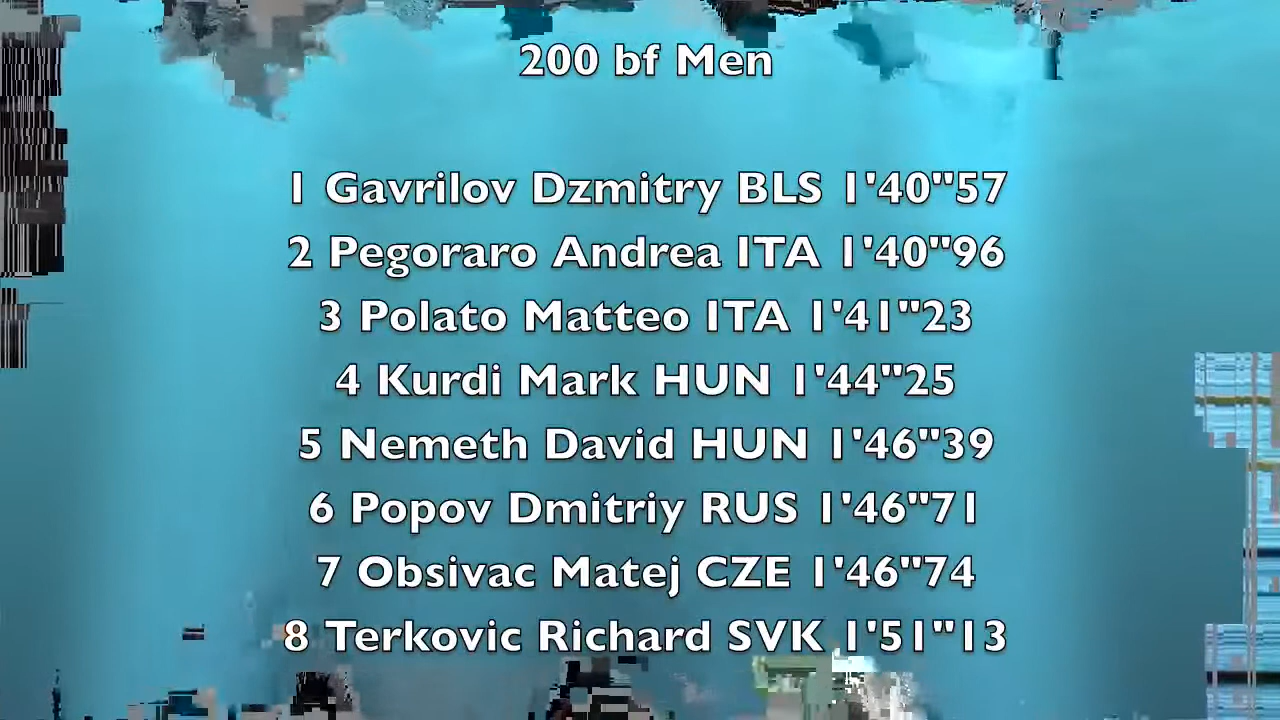 200 bf Men
1 Gavrilov Dzmitry BLS 1'40"57
2 Pegoraro Andrea ITA 1'40"96
3 Polato Matteo ITA 1'41"23
4 Kurdi Mark HUN 1'44"25
5 Nemeth David HUN 1'46"39
6 Popov Dmitriy RUS 1'46"71
7 Obsivac Matej CZE 1'46"74
8 Terkovic Richard SVK 1'51"13